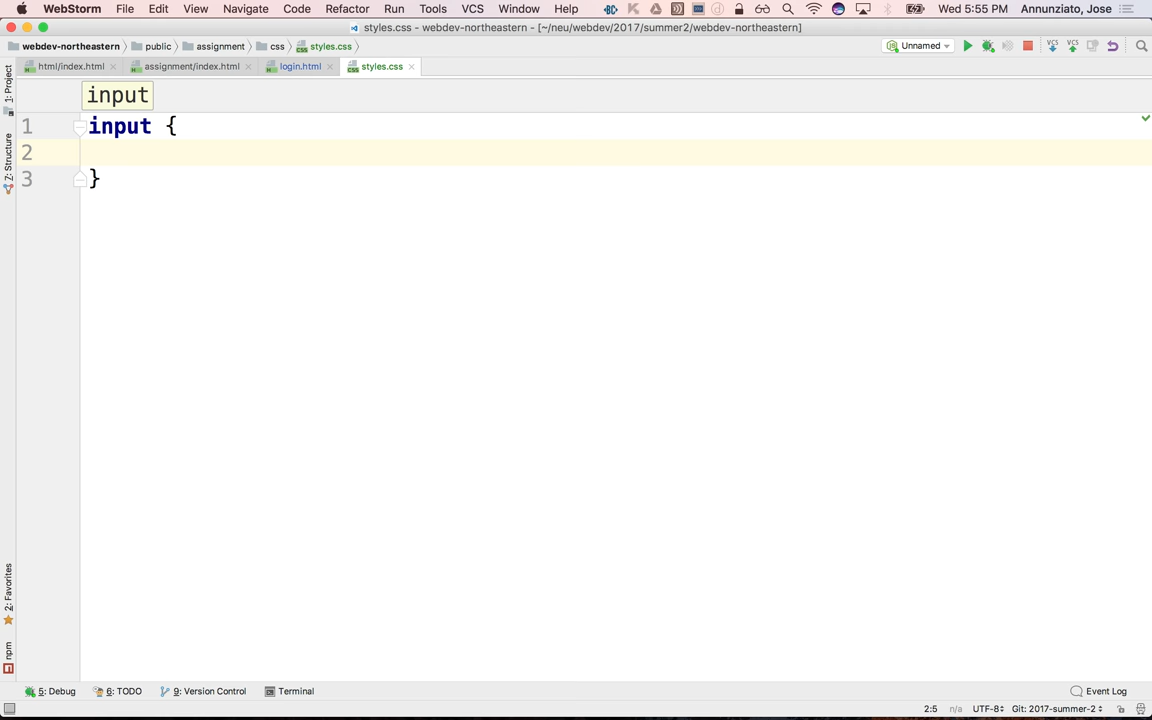 WebStorm File Edit View Navigate Code Refactor Run Tools VCS Window Help Wed 5:55 PM Annunziato, Jose
styles.css - webdev-northeastern - [~/neu/webdev/2017/summer2/webdev-northeastern]
webdev-northeastern public assignment css styles.css Unnamed
html/index.html assignment/index.html login.html styles.css
1: Project
7: Structure
2: Favorites
npm
input
1 input {
2
3 }
5: Debug 6: TODO 9: Version Control Terminal Event Log
2:5 n/a UTF-8 Git: 2017-summer-2